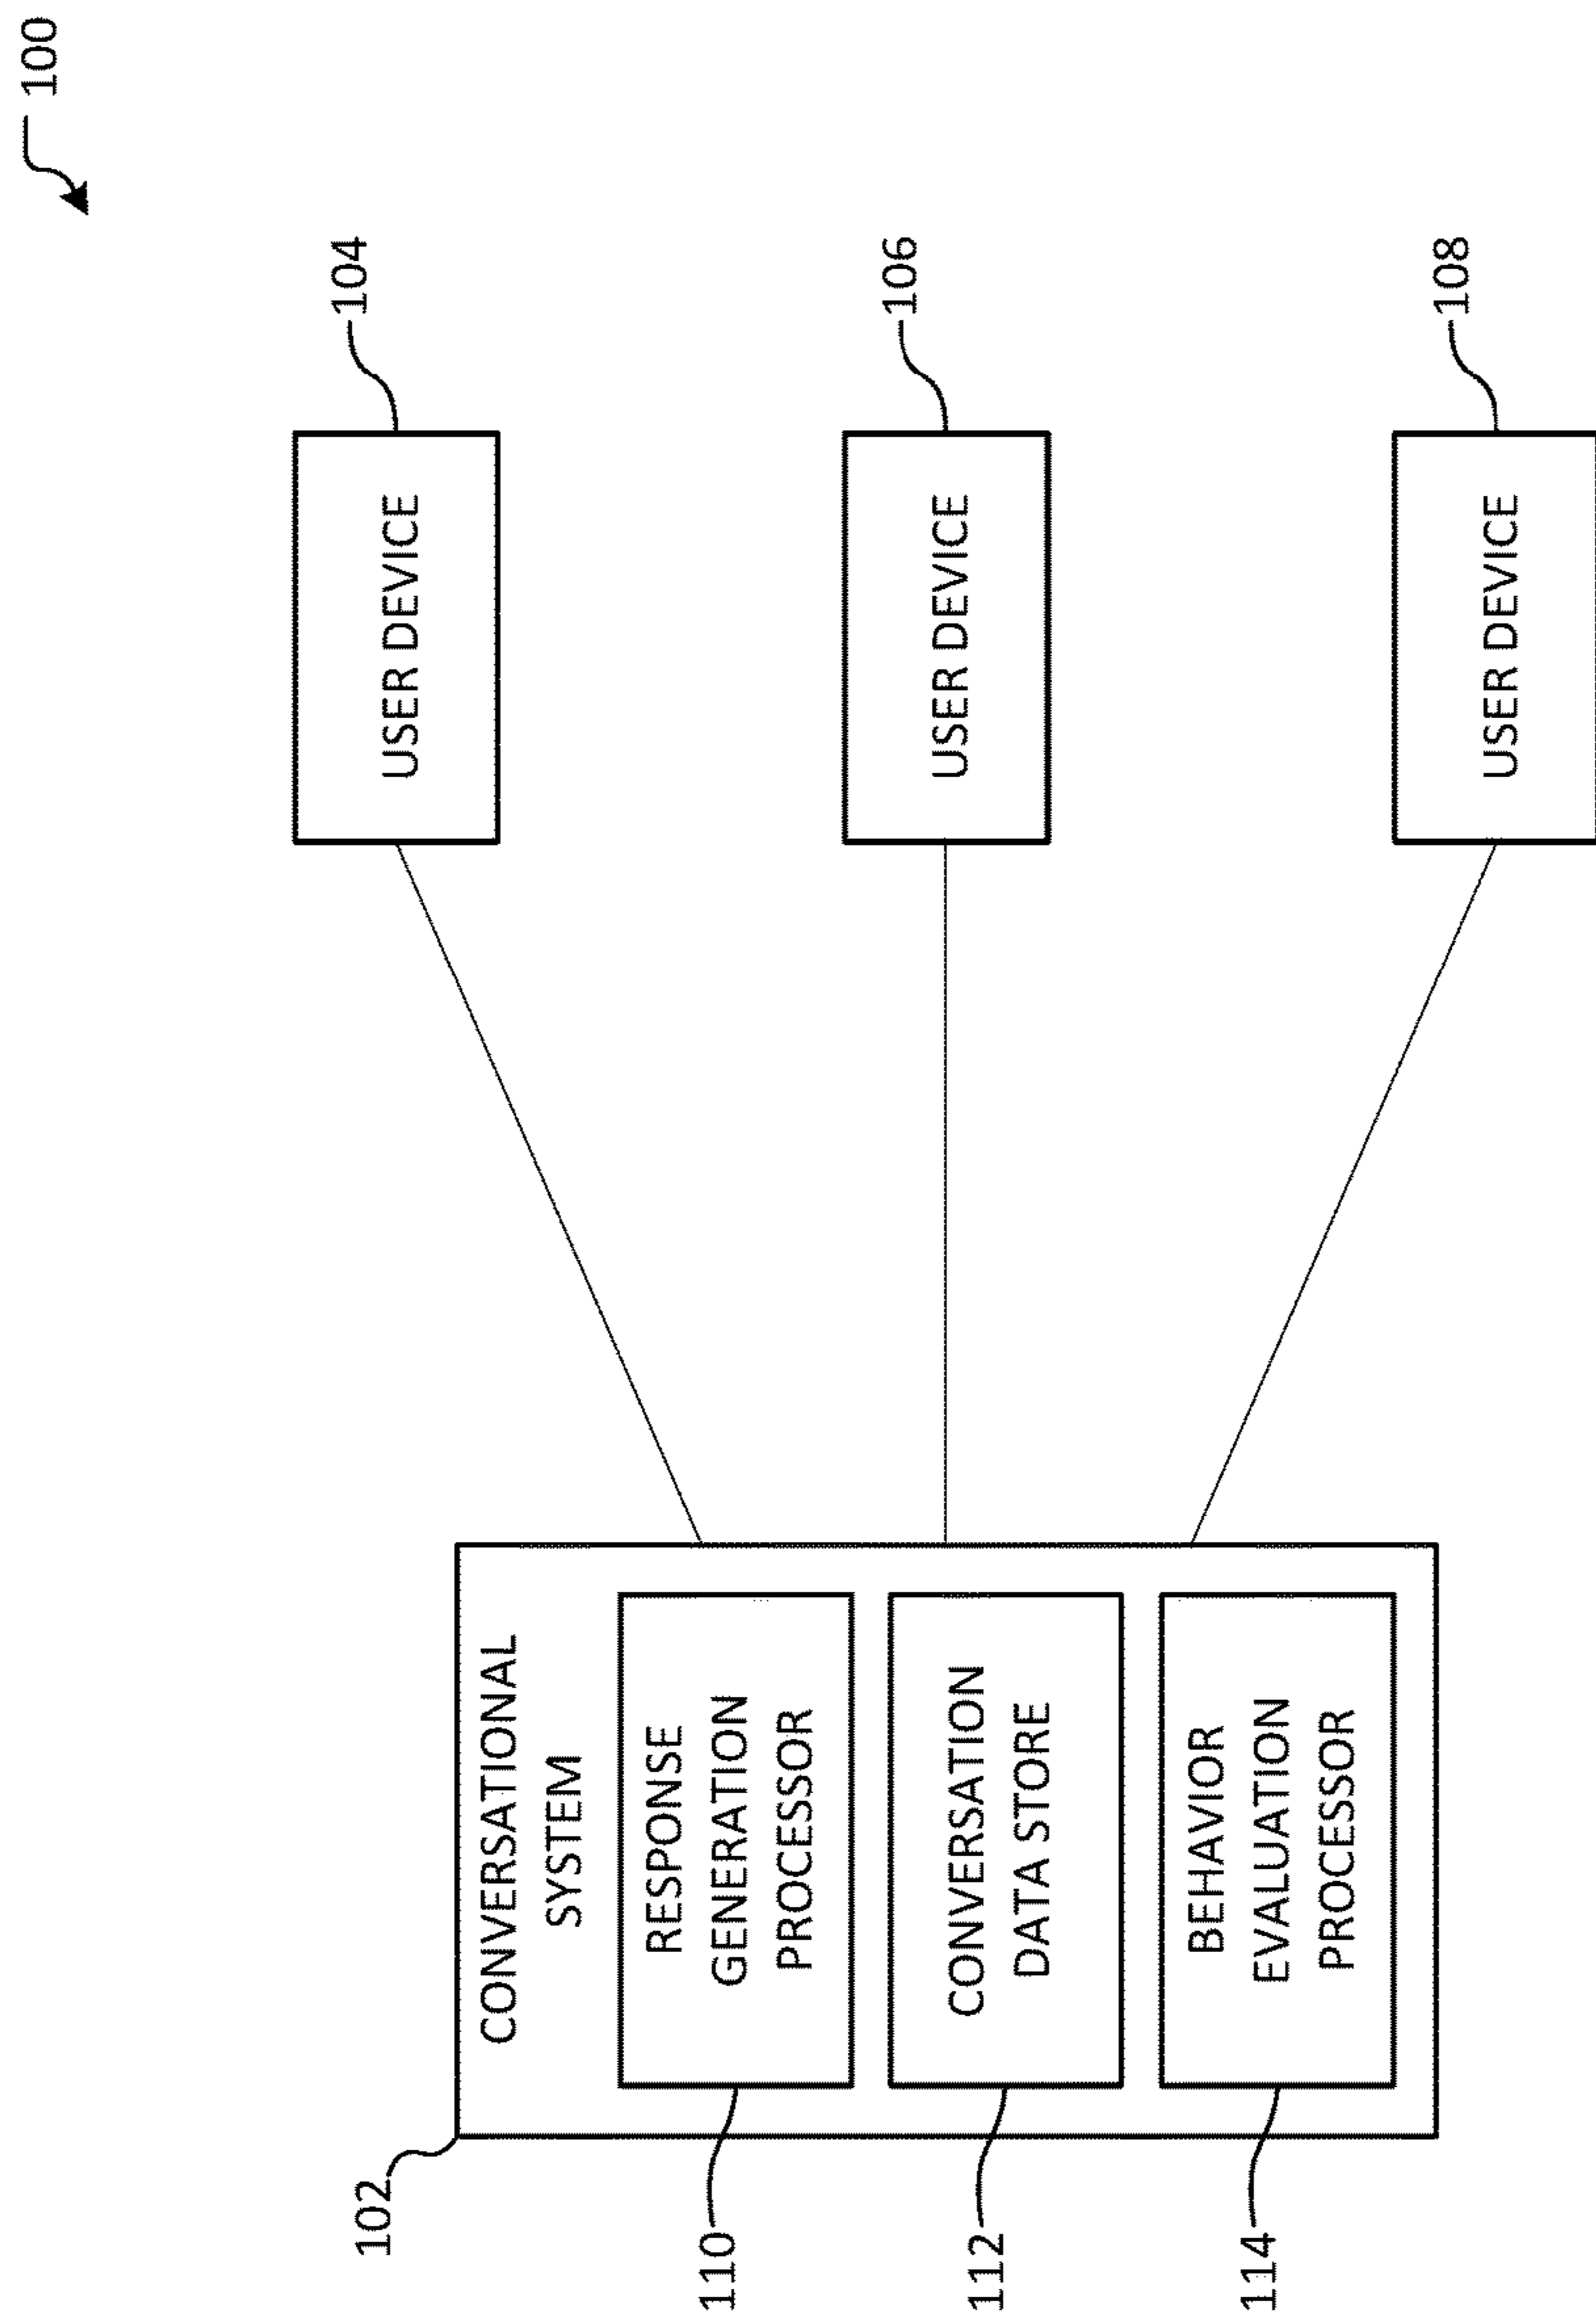 100
102
CONVERSATIONAL
SYSTEM
110
RESPONSE
GENERATION
PROCESSOR
112
CONVERSATION
DATA STORE
114
BEHAVIOR
EVALUATION
PROCESSOR
USER DEVICE
104
USER DEVICE
106
USER DEVICE
108